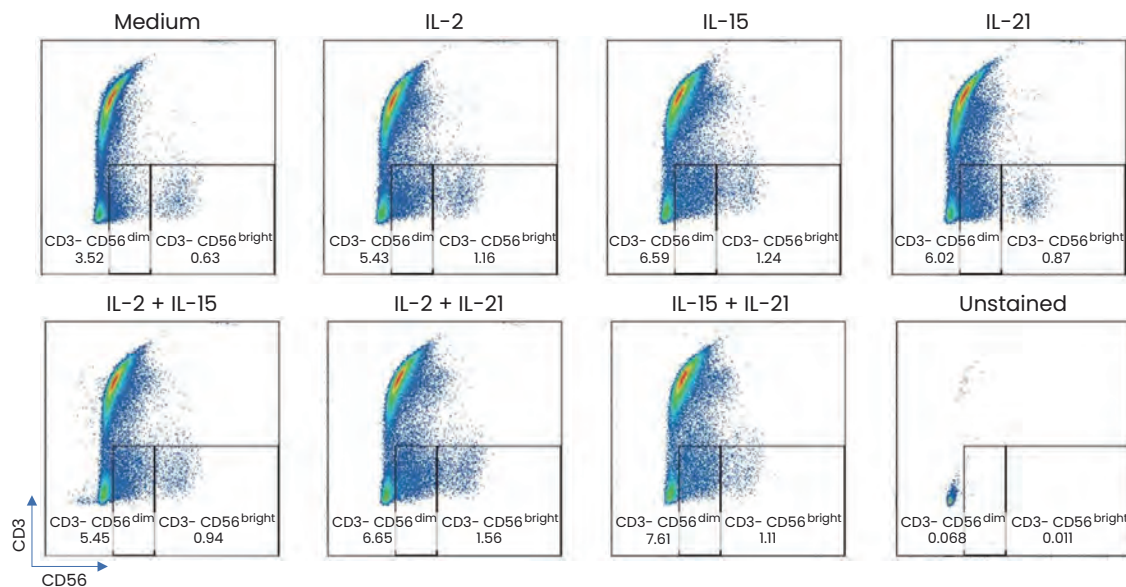 Medium
IL-2
IL-15
IL-21
CD3- CD56dim CD3- CD56bright
3.52 0.63
CD3- CD56dim CD3- CD56bright
5.43 1.16
CD3- CD56dim CD3- CD56bright
6.59 1.24
CD3- CD56dim CD3- CD56bright
6.02 0.87
IL-2 + IL-15
IL-2 + IL-21
IL-15 + IL-21
Unstained
CD3- CD56dim CD3- CD56bright
5.45 0.94
CD3- CD56dim CD3- CD56bright
6.65 1.56
CD3- CD56dim CD3- CD56bright
7.61 1.11
CD3- CD56dim CD3- CD56bright
0.068 0.011
CD3
CD56